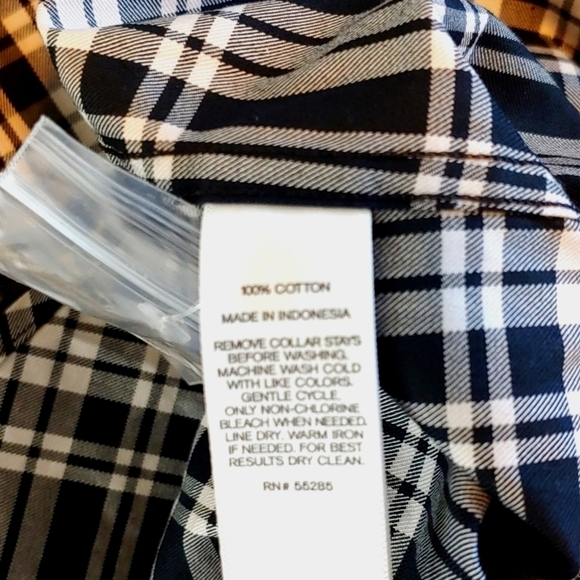 100% COTTON
MADE IN INDONESIA
REMOVE COLLAR STAYS
BEFORE WASHING.
MACHINE WASH COLD
WITH LIKE COLORS.
GENTLE CYCLE.
ONLY NON-CHLORINE
BLEACH WHEN NEEDED.
LINE DRY. WARM IRON
IF NEEDED. FOR BEST
RESULTS DRY CLEAN.
RN# 55285